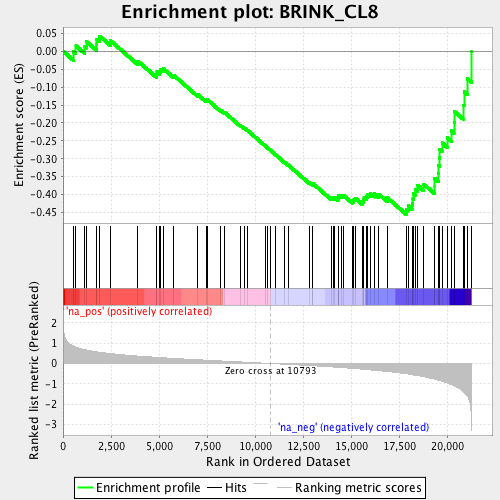 Enrichment plot: BRINK_CL8
Enrichment score (ES)
0.05
0.00
-0.05
-0.10
-0.15
-0.20
-0.25
-0.30
-0.35
-0.40
-0.45
'na_pos' (positively correlated)
Ranked list metric (PreRanked)
2
1
0
-1
-2
-3
Zero cross at 10793
'na_neg' (negatively correlated)
0
2,500
5,000
7,500
10,000
12,500
15,000
17,500
20,000
Rank in Ordered Dataset
Enrichment profile
Hits
Ranking metric scores